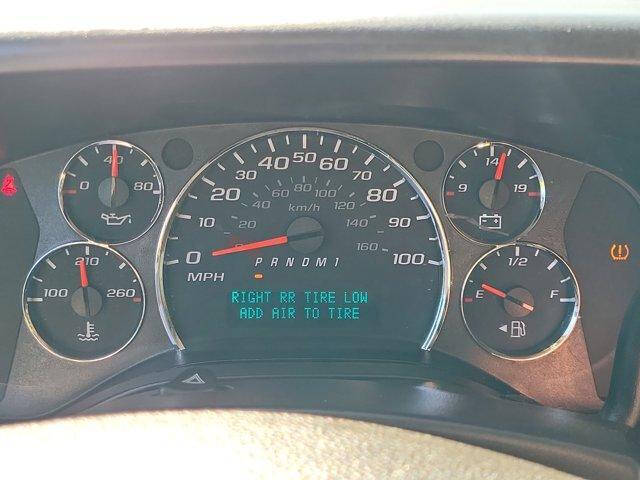 0 40 80
100 210 260
0 10 20 30 40 50 60 70 80 90 100
20 40 60 80 100 120 140 160
km/h
MPH
P R N D M 1
RIGHT RR TIRE LOW
ADD AIR TO TIRE
9 14 19
E 1/2 F